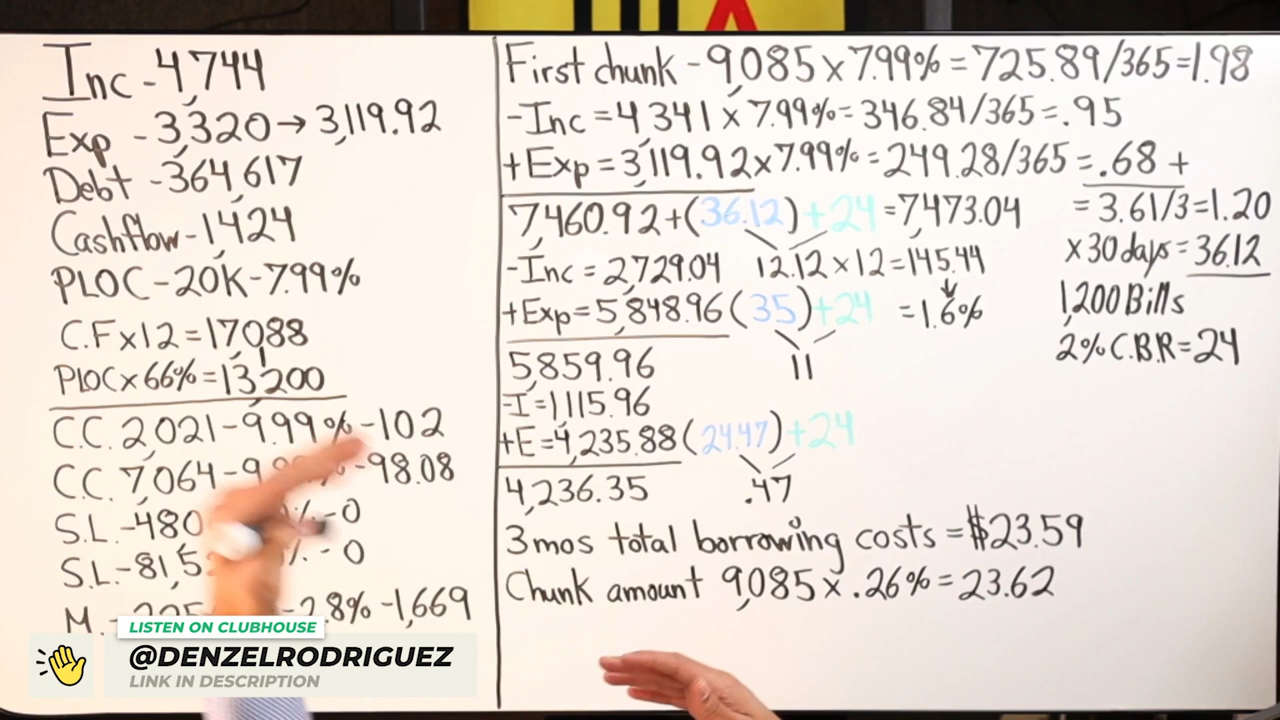 Inc - 4,744
Exp - 3,320 → 3,119.92
Debt - 364,617
Cashflow - 1,424
PLOC - 20K - 7.99%
C.F x 12 = 17,088
PLOC x 66% = 13,200
C.C. 2,021 - 9.99% - 102
C.C. 7,064 - 9. % - 98.08
S.L. - 480 % - 0
S.L. - 81,5 % - 0
M. - 2.8% - 1,669
First chunk - 9,085 x 7.99% = 725.89/365 = 1.98
- Inc = 4,341 x 7.99% = 346.84/365 = .95
+ Exp = 3,119.92 x 7.99% = 249.28/365 = .68 +
7,460.92 + (36.12) + 24 = 7,473.04
= 3.61/3 = 1.20
- Inc = 2,729.04
12.12 x 12 = 145.44
x 30 days = 36.12
+ Exp = 5,848.96 (35) + 24 = 1.6%
1,200 Bills
11
2% C.B.R = 24
5,859.96
- I = 1115.96
+ E = 4,235.88 (24.47) + 24
4,236.35
.47
3 mos total borrowing costs = $23.59
Chunk amount 9,085 x .26% = 23.62
LISTEN ON CLUBHOUSE
@DENZELRODRIGUEZ
LINK IN DESCRIPTION